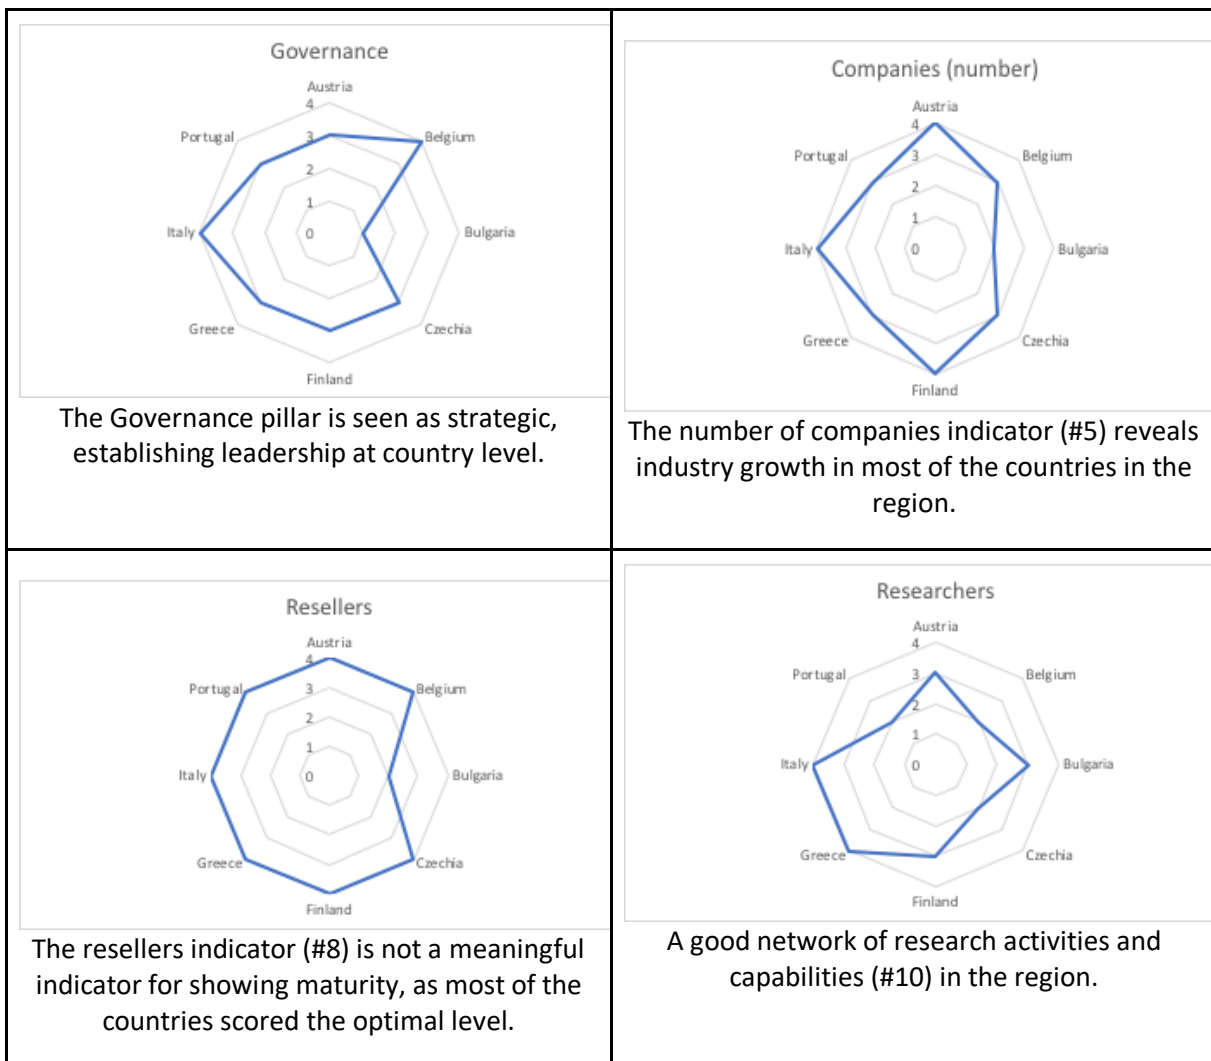 Governance
Austria
4
Portugal
Belgium
3
2
1
Italy
0
Bulgaria
Greece
Czechia
Finland
The Governance pillar is seen as strategic,
establishing leadership at country level.
Companies (number)
Austria
4
Portugal
Belgium
3
2
1
Italy
0
Bulgaria
Greece
Czechia
Finland
The number of companies indicator (#5) reveals
industry growth in most of the countries in the
region.
Resellers
Austria
4
Portugal
Belgium
3
2
1
Italy
0
Bulgaria
Greece
Czechia
Finland
The resellers indicator (#8) is not a meaningful
indicator for showing maturity, as most of the
countries scored the optimal level.
Researchers
Austria
4
Portugal
Belgium
3
2
1
Italy
0
Bulgaria
Greece
Czechia
Finland
A good network of research activities and
capabilities (#10) in the region.